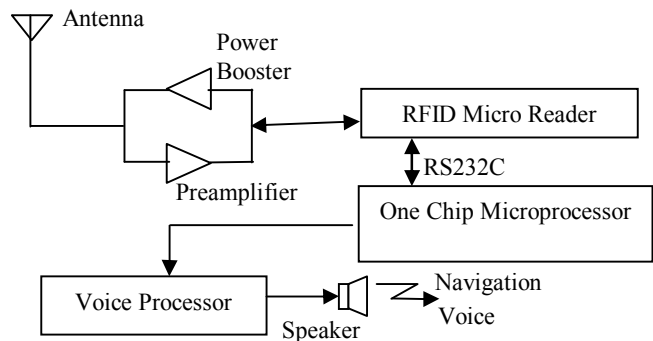 Antenna
Power
Booster
RFID Micro Reader
RS232C
Preamplifier
One Chip Microprocessor
Voice Processor
Speaker
Navigation
Voice